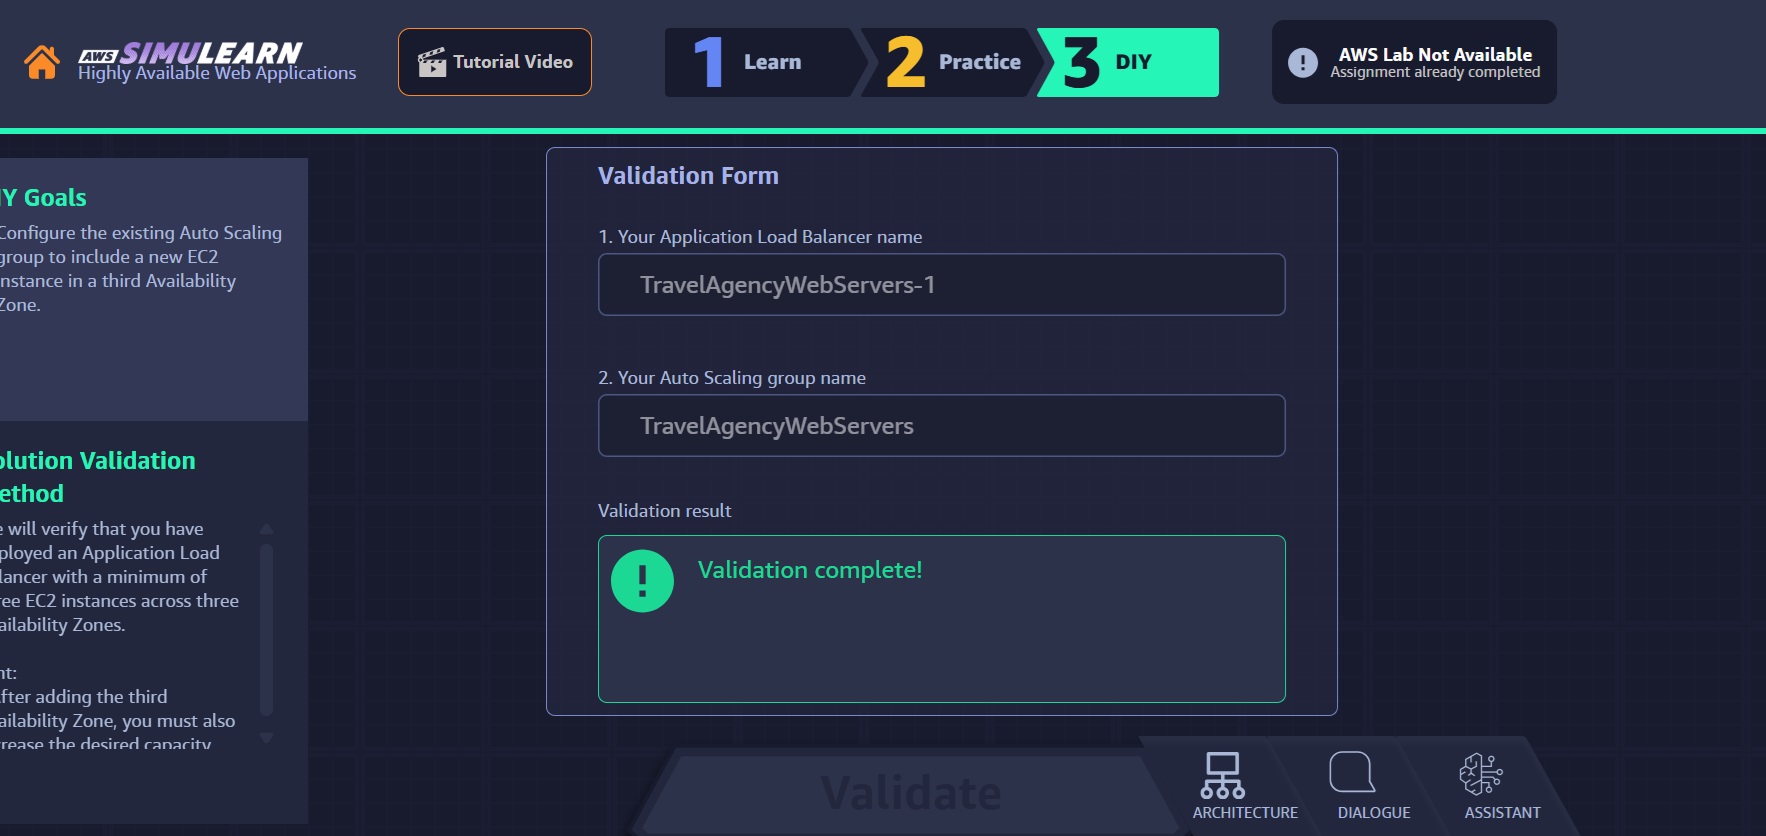 aws SIMULEARN
Highly Available Web Applications
Tutorial Video
1 Learn
2 Practice
3 DIY
AWS Lab Not Available
Assignment already completed
IY Goals
Configure the existing Auto Scaling
group to include a new EC2
nstance in a third Availability
Zone.
olution Validation
ethod
e will verify that you have
ployed an Application Load
lancer with a minimum of
ree EC2 instances across three
ailability Zones.
nt:
fter adding the third
ailability Zone, you must also
crease the desired capacity
Validation Form
1. Your Application Load Balancer name
TravelAgencyWebServers-1
2. Your Auto Scaling group name
TravelAgencyWebServers
Validation result
! Validation complete!
Validate
ARCHITECTURE
DIALOGUE
ASSISTANT